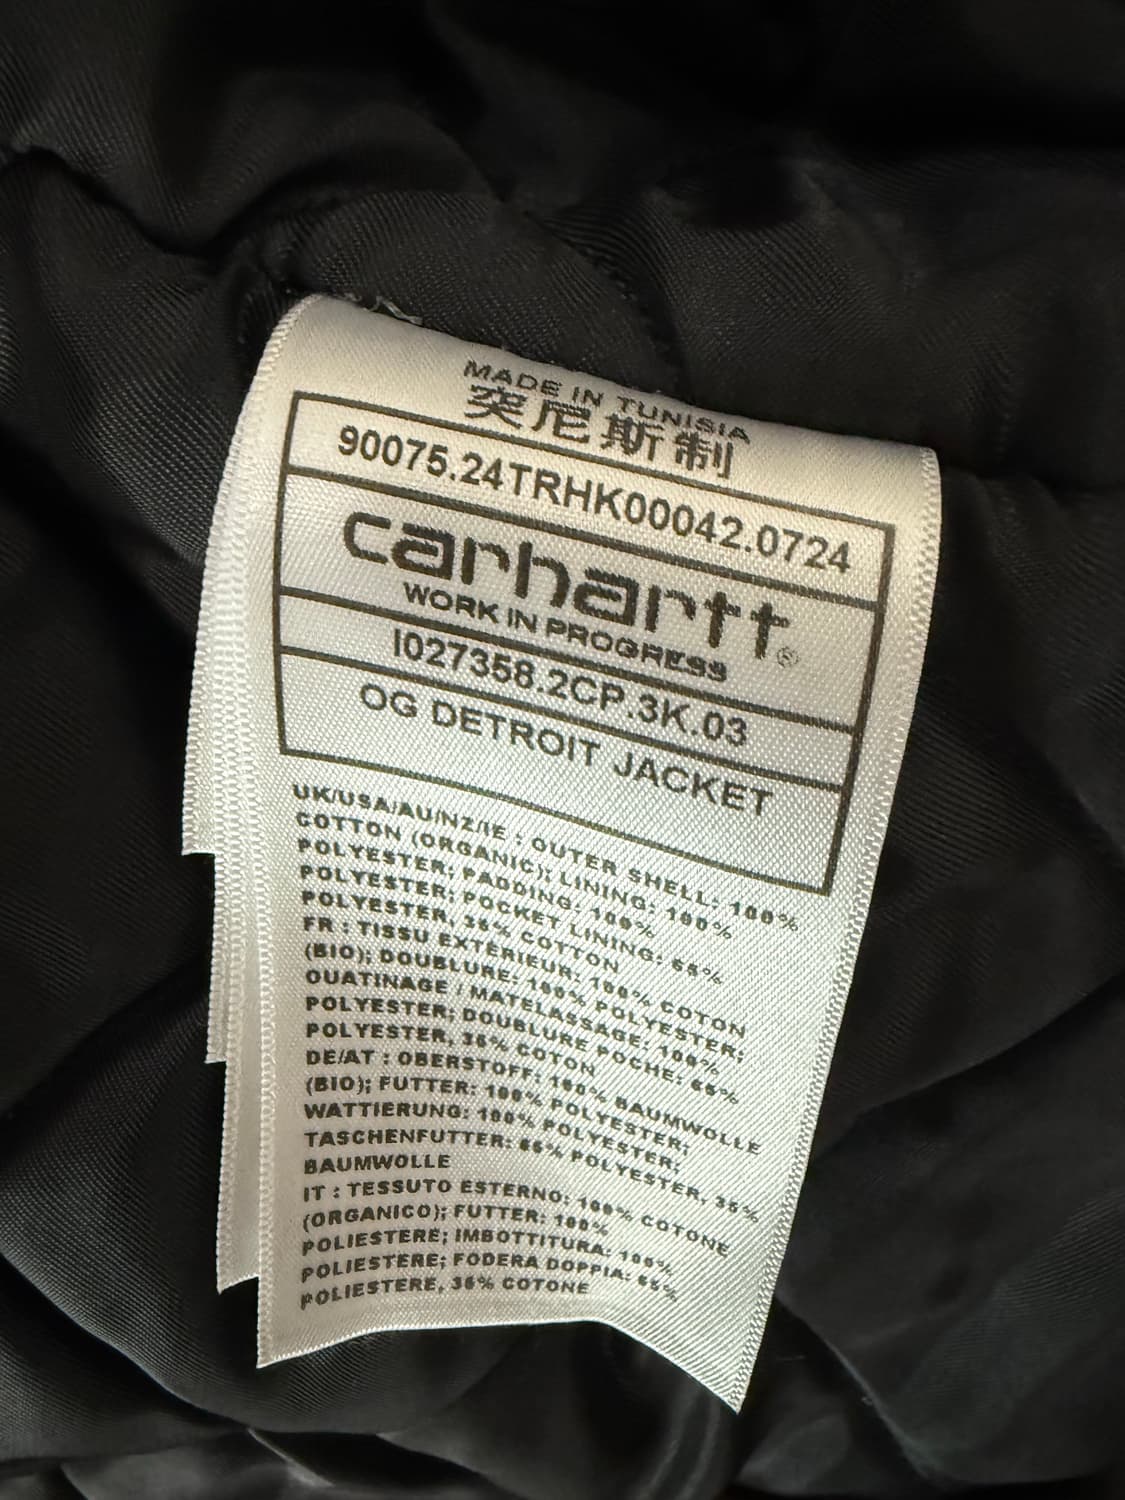 MADE IN TUNISIA
突尼斯制
90075.24TRHK00042.0724
carhartt®
WORK IN PROGRESS
I027358.2CP.3K.03
OG DETROIT JACKET
UK/USA/AU/NZ/IE : OUTER SHELL: 100%
COTTON (ORGANIC); LINING: 100%
POLYESTER; PADDING: 100%
POLYESTER; POCKET LINING: 65%
POLYESTER, 35% COTTON
FR : TISSU EXTÉRIEUR: 100% COTON
(BIO); DOUBLURE: 100% POLYESTER;
OUATINAGE / MATELASSAGE: 100%
POLYESTER; DOUBLURE POCHE: 65%
POLYESTER, 35% COTON
DE/AT : OBERSTOFF: 100% BAUMWOLLE
(BIO); FUTTER: 100% POLYESTER;
WATTIERUNG: 100% POLYESTER;
TASCHENFUTTER: 65% POLYESTER, 35%
BAUMWOLLE
IT : TESSUTO ESTERNO: 100% COTONE
(ORGANICO); FUTTER: 100%
POLIESTERE; IMBOTTITURA: 100%
POLIESTERE; FODERA DOPPIA: 65%
POLIESTERE, 35% COTONE